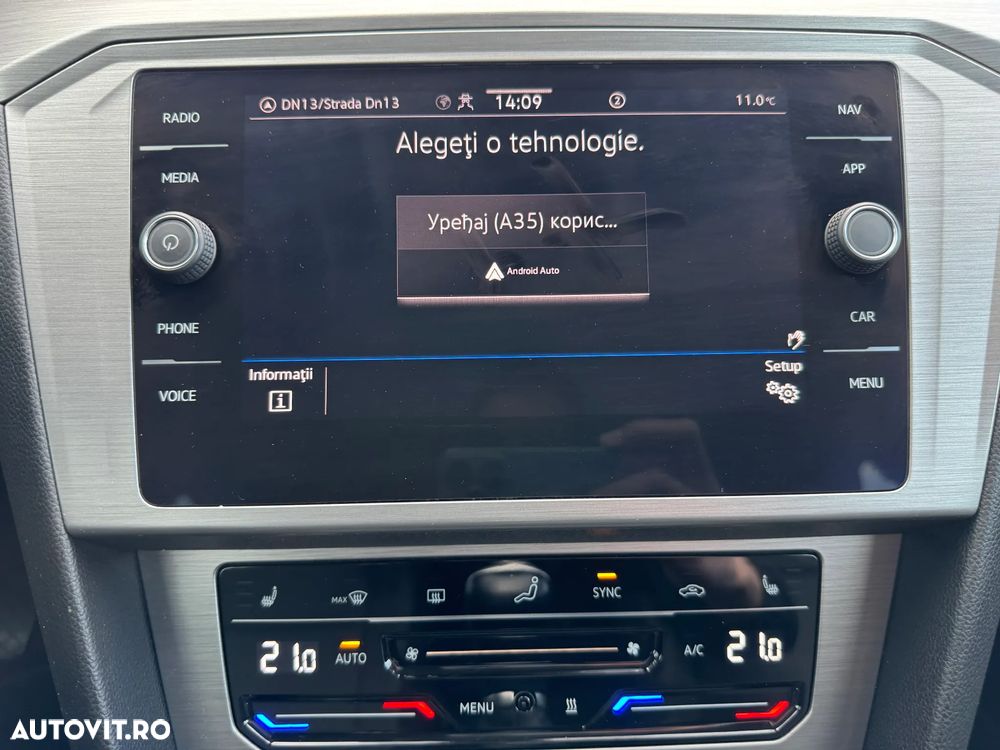 RADIO
MEDIA
PHONE
VOICE
DN13/Strada Dn13
14:09
2
11.0°C
Alegeţi o tehnologie.
Уређај (A35) корис...
Android Auto
Informaţii
i
Setup
NAV
APP
CAR
MENU
MAX
SYNC
21.0
AUTO
A/C
21.0
MENU
AUTOVIT.RO